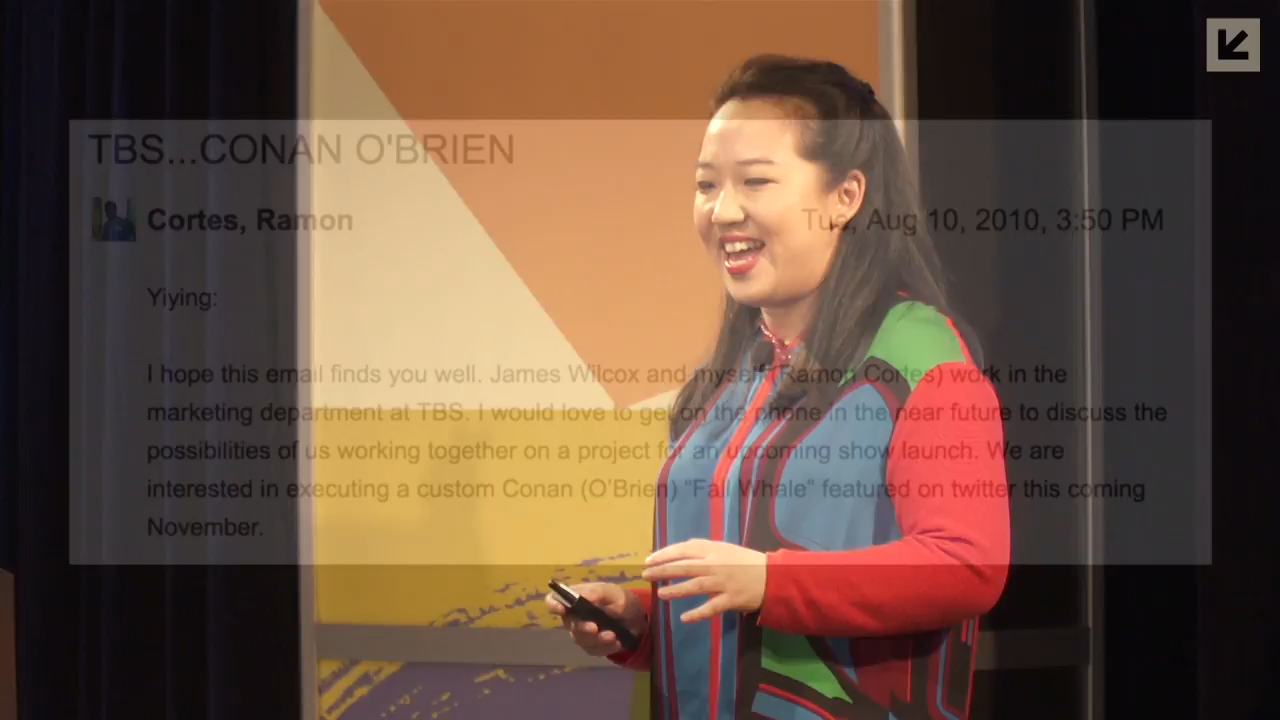 TBS...CONAN O'BRIEN
Cortes, Ramon
Tue, Aug 10, 2010, 3:50 PM
Yiying:
I hope this email finds you well. James Wilcox and myself (Ramon Cortes) work in the
marketing department at TBS. I would love to get on the phone in the near future to discuss the
possibilities of us working together on a project for an upcoming show launch. We are
interested in executing a custom Conan (O'Brien) "Fail Whale" featured on twitter this coming
November.